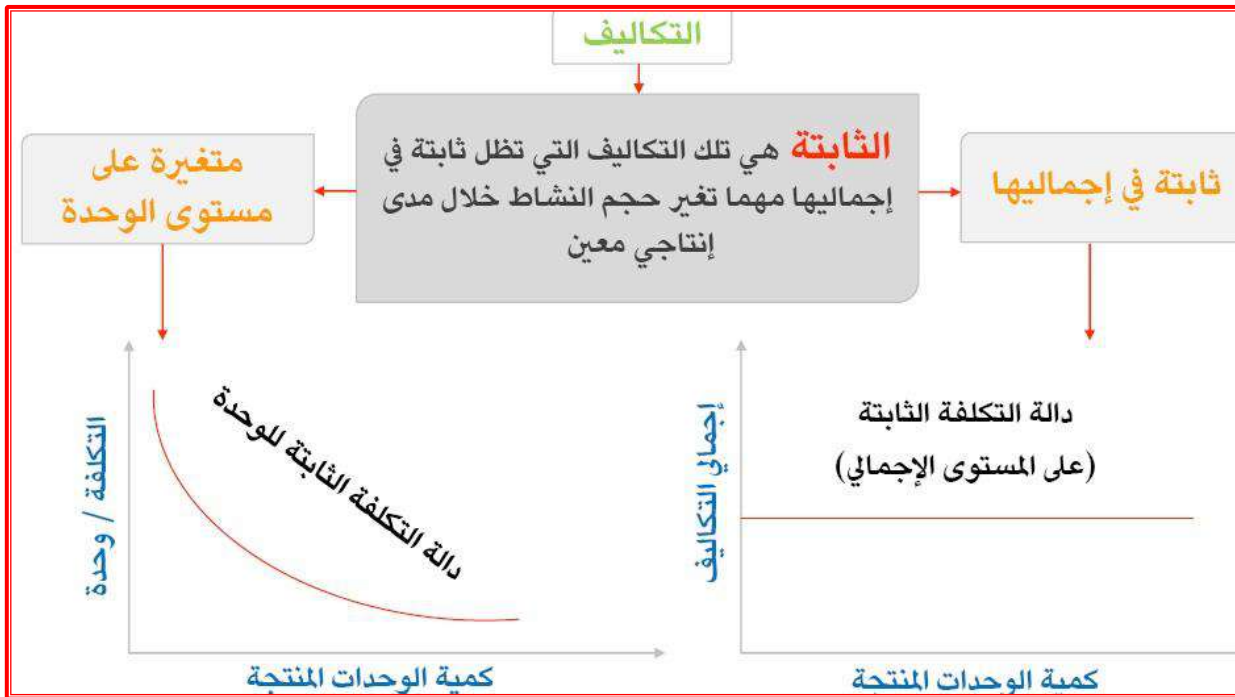 التكاليف
الثابتة هي تلك التكاليف التي تظل ثابتة في
إجماليها مهما تغير حجم النشاط خلال مدى
إنتاجي معين
ثابتة في إجماليها
متغيرة على
مستوى الوحدة
إجمالي التكاليف
دالة التكلفة الثابتة
(على المستوى الإجمالي)
كمية الوحدات المنتجة
التكلفة / وحدة
دالة التكلفة الثابتة للوحدة
كمية الوحدات المنتجة